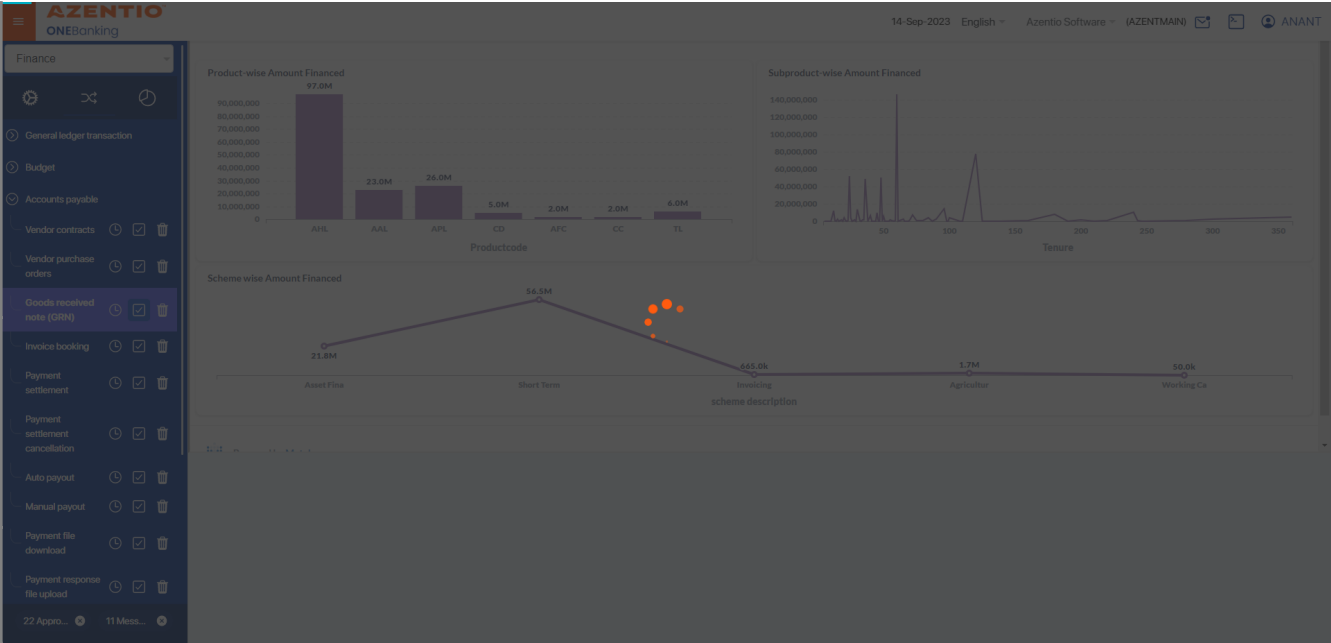 AZENTIO
ONEBanking
14-Sep-2023 English Azentio Software (AZENTMAIN) ANANT
Finance
General ledger transaction
Budget
Accounts payable
Vendor contracts
Vendor purchase
orders
Goods received
note (GRN)
Invoice booking
Payment
settlement
Payment
settlement
cancellation
Auto payout
Manual payout
Payment file
download
Payment response
file upload
22 Appro... 11 Mess...
Product-wise Amount Financed
97.0M
90,000,000
80,000,000
70,000,000
60,000,000
50,000,000
40,000,000
30,000,000
20,000,000
10,000,000
0
23.0M
26.0M
5.0M
2.0M
2.0M
6.0M
AHL AAL APL CD AFC CC TL
Productcode
Subproduct-wise Amount Financed
140,000,000
120,000,000
100,000,000
80,000,000
60,000,000
40,000,000
20,000,000
0
50 100 150 200 250 300 350
Tenure
Scheme wise Amount Financed
56.5M
21.8M
665.0k
1.7M
50.0k
Asset Fina Short Term Invoicing Agricultur Working Ca
scheme description